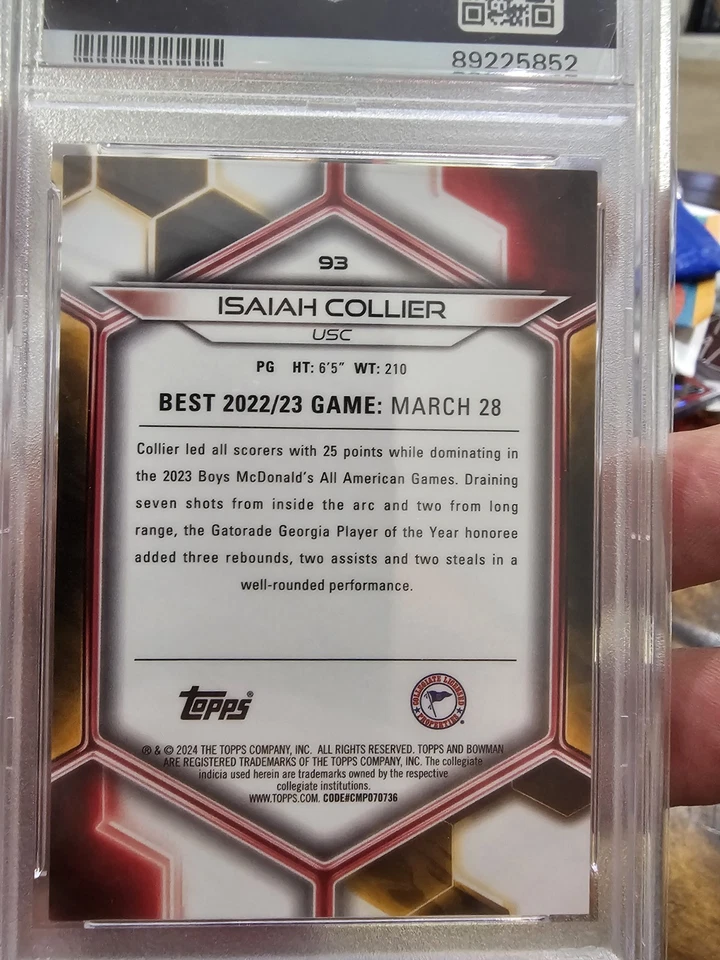 89225852
93
ISAIAH COLLIER
USC
PG HT: 6'5" WT: 210
BEST 2022/23 GAME: MARCH 28
Collier led all scorers with 25 points while dominating in
the 2023 Boys McDonald's All American Games. Draining
seven shots from inside the arc and two from long
range, the Gatorade Georgia Player of the Year honoree
added three rebounds, two assists and two steals in a
well-rounded performance.
topps®
COLLEGIATE LICENSED
PROPERTIES
® & © 2024 THE TOPPS COMPANY, INC. ALL RIGHTS RESERVED. TOPPS AND BOWMAN
ARE REGISTERED TRADEMARKS OF THE TOPPS COMPANY, INC. The collegiate
indicia used herein are trademarks owned by the respective
collegiate institutions.
WWW.TOPPS.COM. CODE#CMP070736